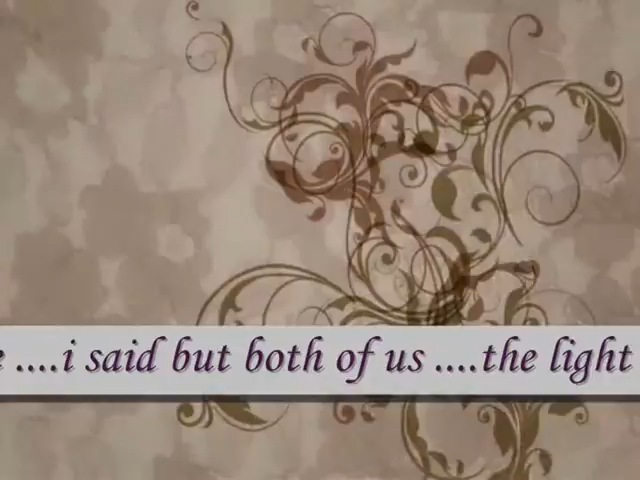 e ....i said but both of us ....the light